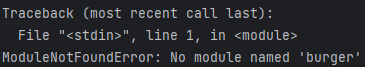 Traceback (most recent call last):
  File "<stdin>", line 1, in <module>
ModuleNotFoundError: No module named 'burger'